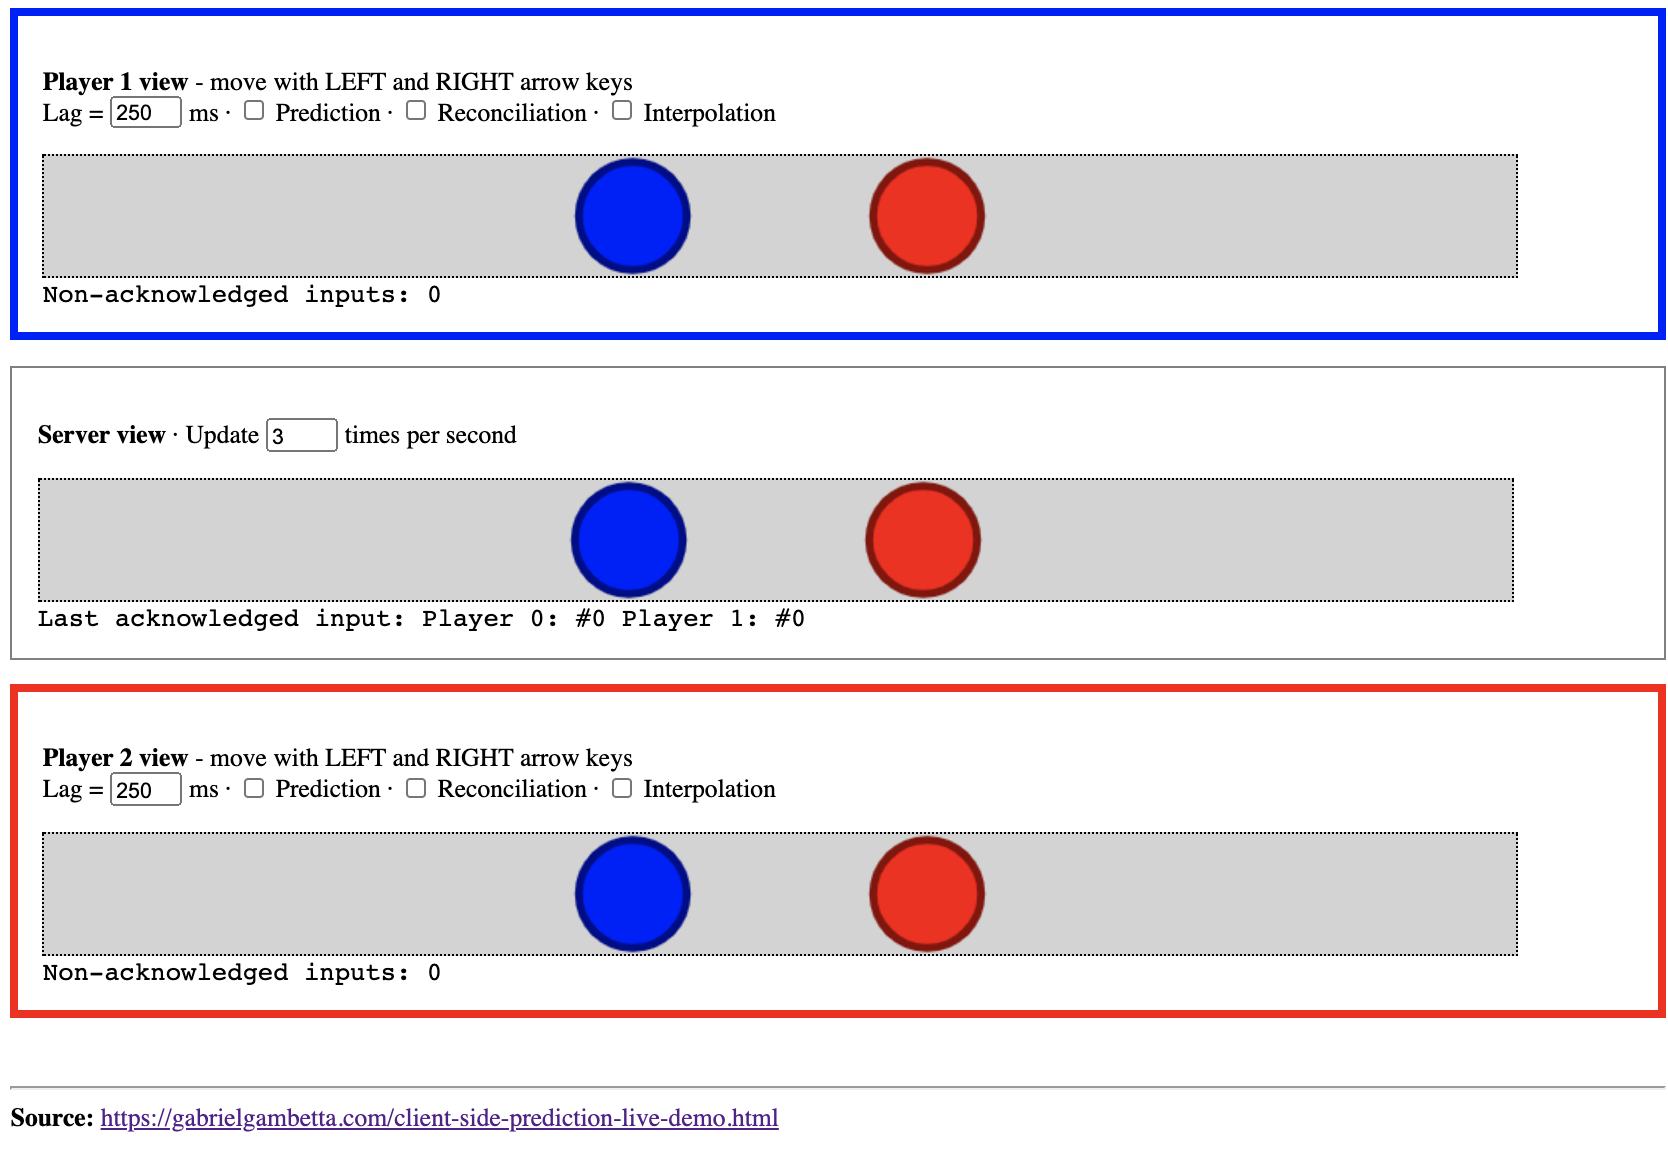 Player 1 view - move with LEFT and RIGHT arrow keys
Lag = 250 ms · Prediction · Reconciliation · Interpolation
Non-acknowledged inputs: 0
Server view · Update 3 times per second
Last acknowledged input: Player 0: #0 Player 1: #0
Player 2 view - move with LEFT and RIGHT arrow keys
Lag = 250 ms · Prediction · Reconciliation · Interpolation
Non-acknowledged inputs: 0
Source: https://gabrielgambetta.com/client-side-prediction-live-demo.html